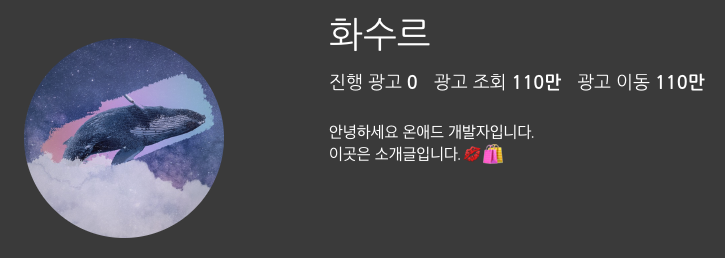 화수르
진행 광고 0 광고 조회 110만 광고 이동 110만
안녕하세요 온애드 개발자입니다.
이곳은 소개글입니다. 💋🛍️